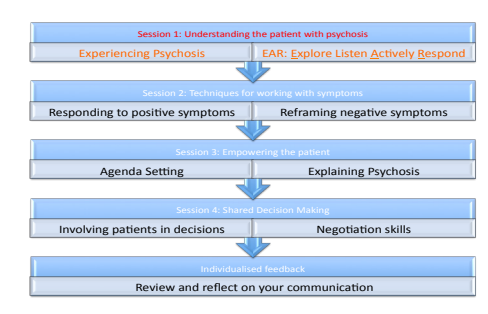 Session 1: Understanding the patient with psychosis
Experiencing Psychosis
EAR: Explore Listen Actively Respond
Session 2: Techniques for working with symptoms
Responding to positive symptoms
Reframing negative symptoms
Session 3: Empowering the patient
Agenda Setting
Explaining Psychosis
Session 4: Shared Decision Making
Involving patients in decisions
Negotiation skills
Individualised feedback
Review and reflect on your communication